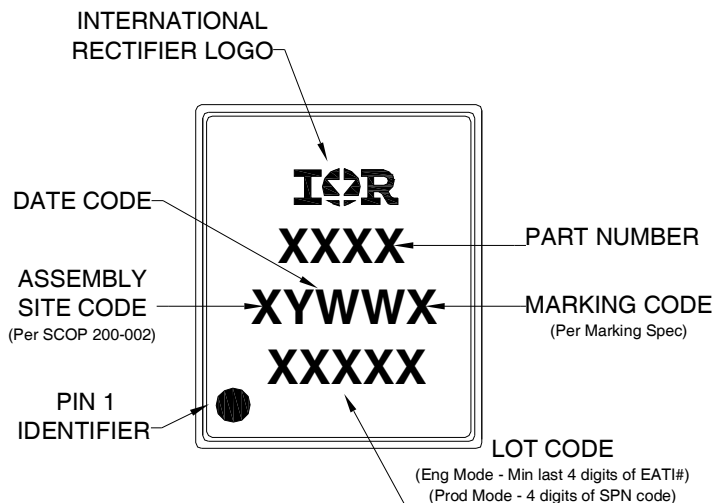 INTERNATIONAL
RECTIFIER LOGO
IOR
DATE CODE
XXXX
PART NUMBER
ASSEMBLY
SITE CODE
(Per SCOP 200-002)
XYWWX
MARKING CODE
(Per Marking Spec)
XXXXX
PIN 1
IDENTIFIER
LOT CODE
(Eng Mode - Min last 4 digits of EATI#)
(Prod Mode - 4 digits of SPN code)